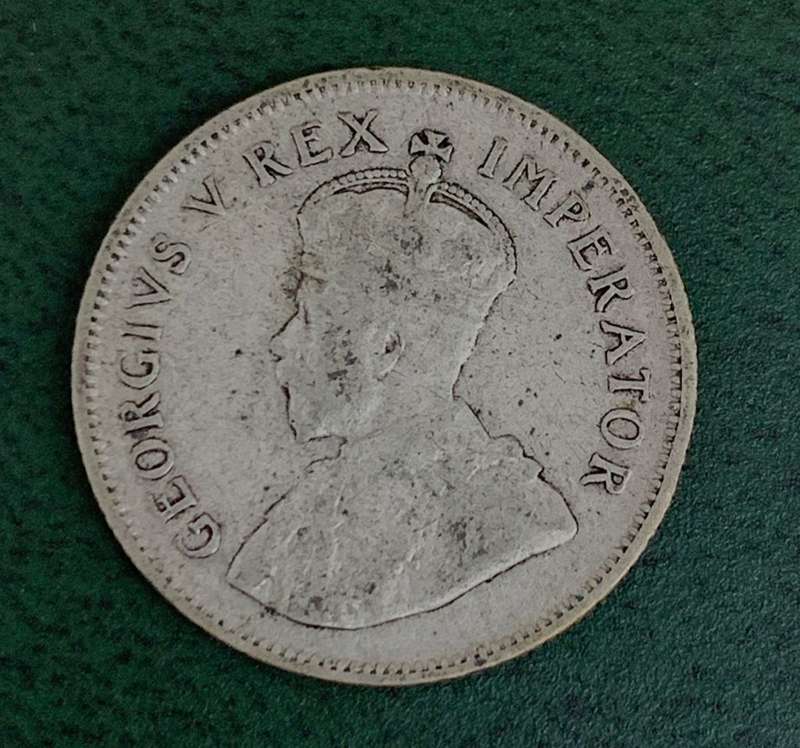 GEORGIVS V REX IMPERATOR